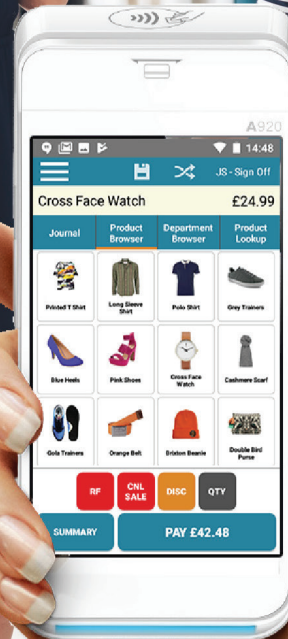 A920
14:48
JS - Sign Off
Cross Face Watch £24.99
Journal Product Browser Department Browser Product Lookup
Printed T Shirt Long Sleeve Shirt Polo Shirt Grey Trainers
Blue Heels Pink Shoes Cross Face Watch Cashmere Scarf
Gola Trainers Orange Belt Brixton Beanie Double Bird Purse
RF CNL SALE DISC QTY
SUMMARY PAY £42.48